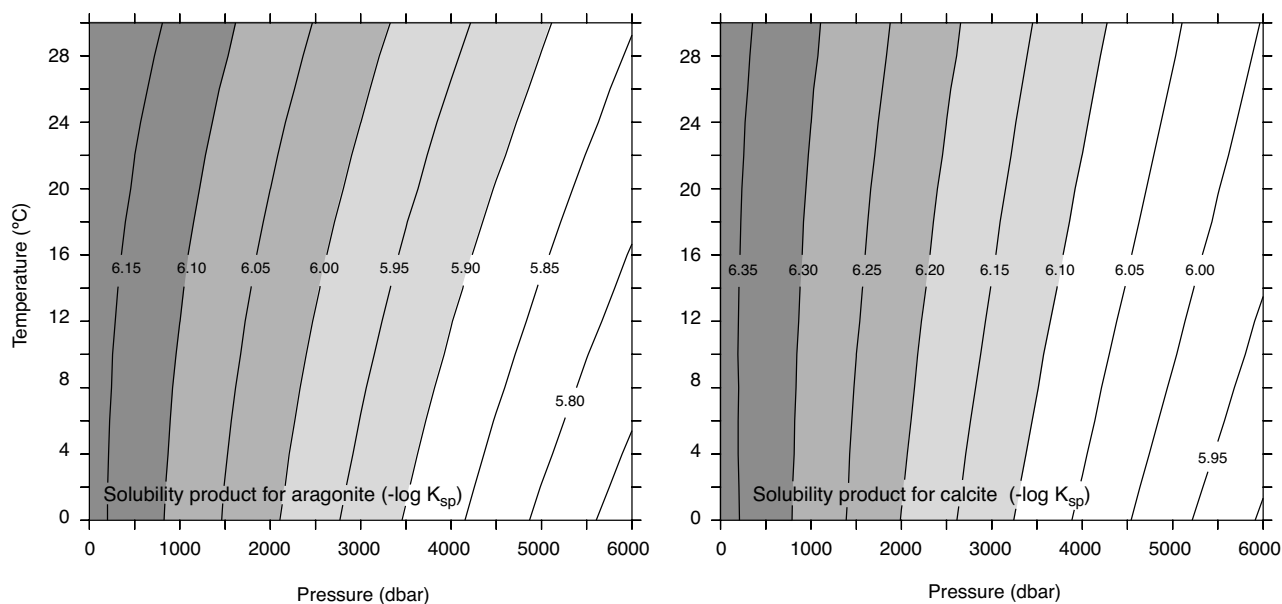 28
24
20
16
12
8
4
0
Temperature (ºC)
6.15 6.10 6.05 6.00 5.95 5.90 5.85
5.80
Solubility product for aragonite (-log Ksp)
0 1000 2000 3000 4000 5000 6000
Pressure (dbar)
28
24
20
16
12
8
4
0
6.35 6.30 6.25 6.20 6.15 6.10 6.05 6.00
5.95
Solubility product for calcite (-log Ksp)
0 1000 2000 3000 4000 5000 6000
Pressure (dbar)